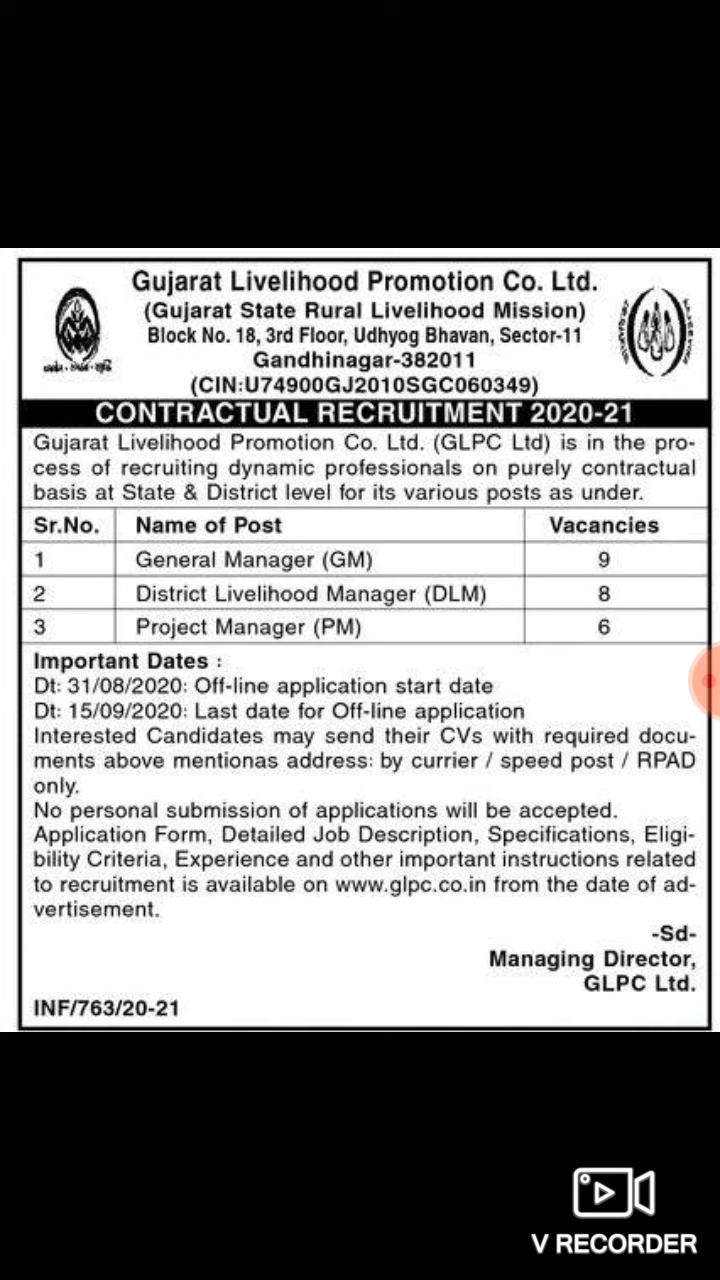 Gujarat Livelihood Promotion Co. Ltd.
(Gujarat State Rural Livelihood Mission)
Block No. 18, 3rd Floor, Udhyog Bhavan, Sector-11
Gandhinagar-382011
(CIN:U74900GJ2010SGC060349)
CONTRACTUAL RECRUITMENT 2020-21
Gujarat Livelihood Promotion Co. Ltd. (GLPC Ltd) is in the pro-
cess of recruiting dynamic professionals on purely contractual
basis at State & District level for its various posts as under.
Sr.No. Name of Post Vacancies
1 General Manager (GM) 9
2 District Livelihood Manager (DLM) 8
3 Project Manager (PM) 6
Important Dates :
Dt: 31/08/2020: Off-line application start date
Dt: 15/09/2020: Last date for Off-line application
Interested Candidates may send their CVs with required docu-
ments above mentionas address: by currier / speed post / RPAD
only.
No personal submission of applications will be accepted.
Application Form, Detailed Job Description, Specifications, Eligi-
bility Criteria, Experience and other important instructions related
to recruitment is available on www.glpc.co.in from the date of ad-
vertisement.
-Sd-
Managing Director,
GLPC Ltd.
INF/763/20-21
V RECORDER